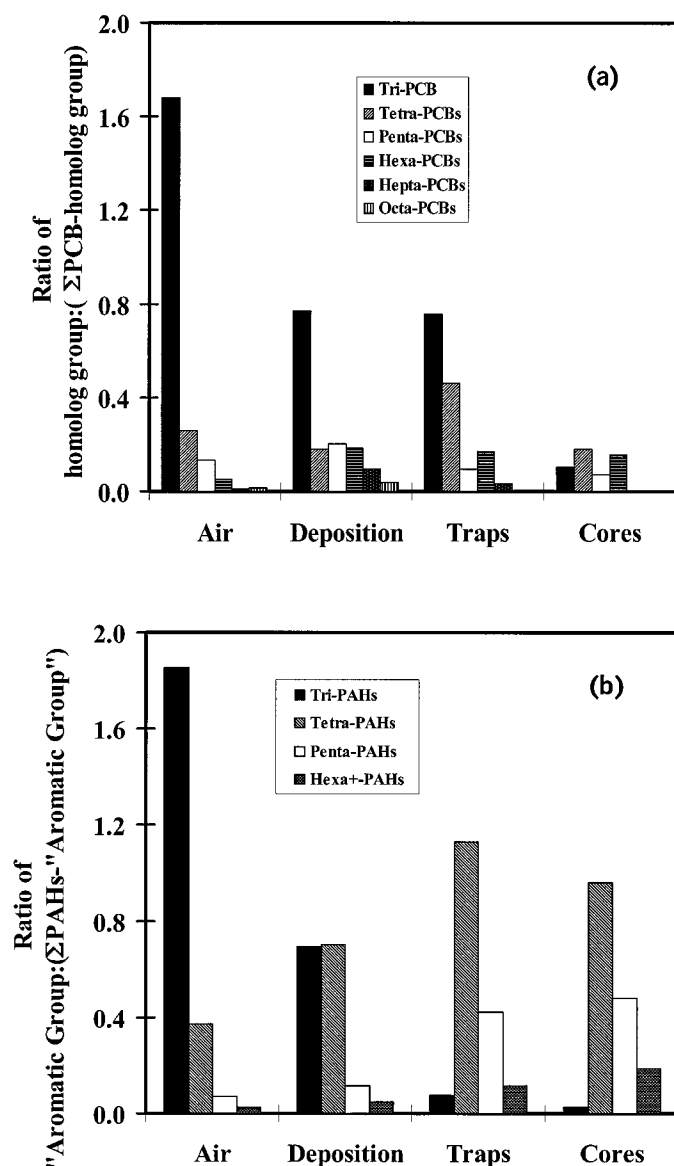 (a)
Ratio of
homolog group:( ΣPCB-homolog group)
2.0
1.6
1.2
0.8
0.4
0.0
Tri-PCB
Tetra-PCBs
Penta-PCBs
Hexa-PCBs
Hepta-PCBs
Octa-PCBs
Air Deposition Traps Cores
(b)
Ratio of
"Aromatic Group:(ΣPAHs-"Aromatic Group")
2.0
1.6
1.2
0.8
0.4
0.0
Tri-PAHs
Tetra-PAHs
Penta-PAHs
Hexa+-PAHs
Air Deposition Traps Cores